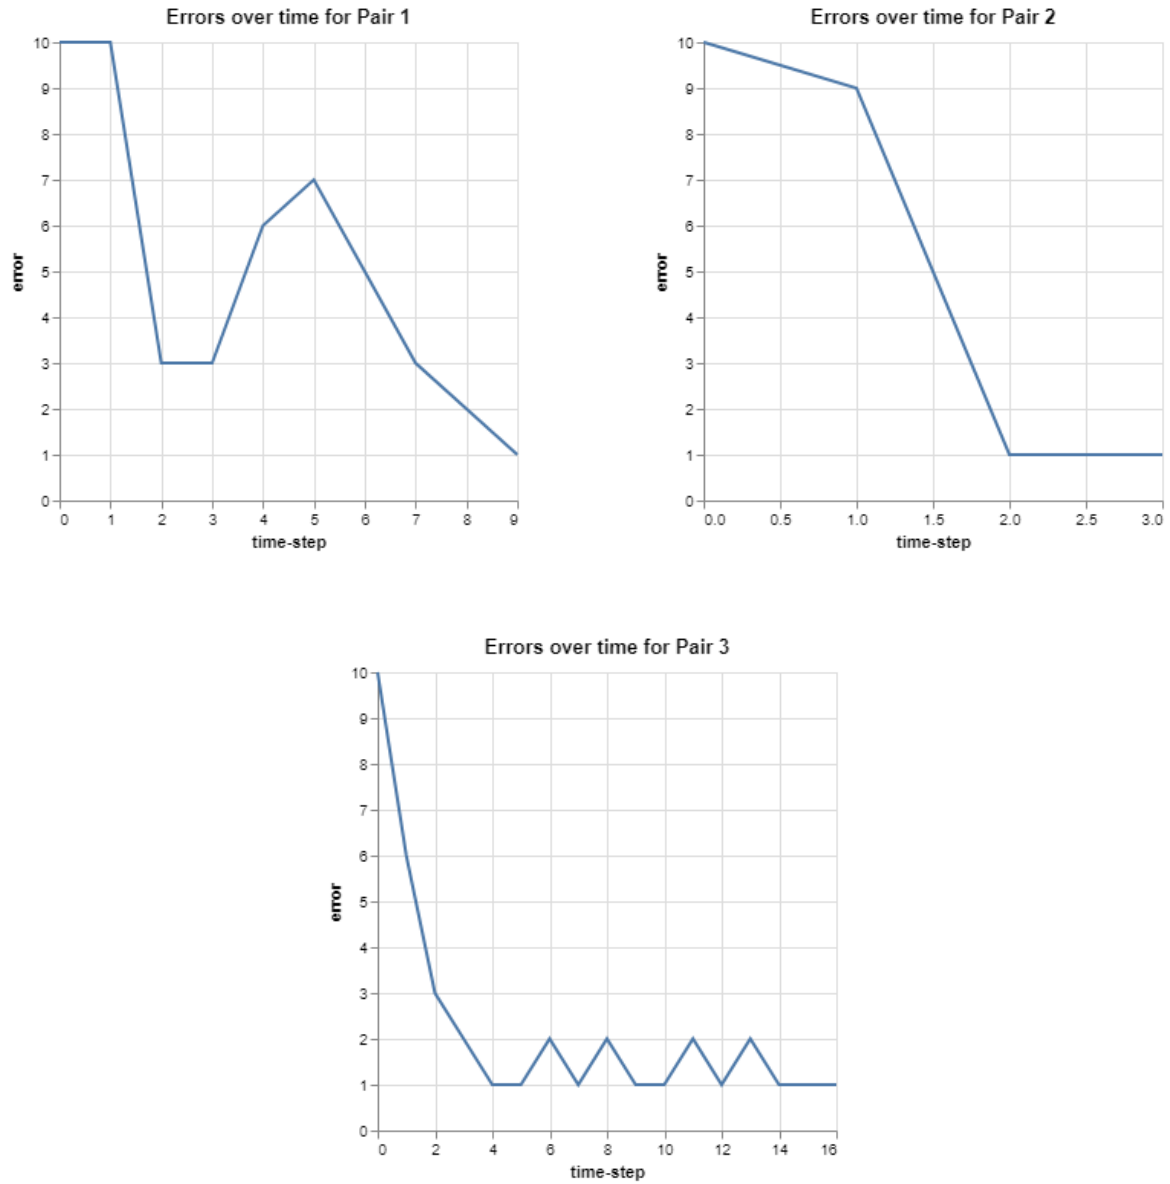 Errors over time for Pair 1
10
9
8
7
6
5
4
3
2
1
0
error
0 1 2 3 4 5 6 7 8 9
time-step
Errors over time for Pair 2
10
9
8
7
6
5
4
3
2
1
0
error
0.0 0.5 1.0 1.5 2.0 2.5 3.0
time-step
Errors over time for Pair 3
10
9
8
7
6
5
4
3
2
1
0
error
0 2 4 6 8 10 12 14 16
time-step